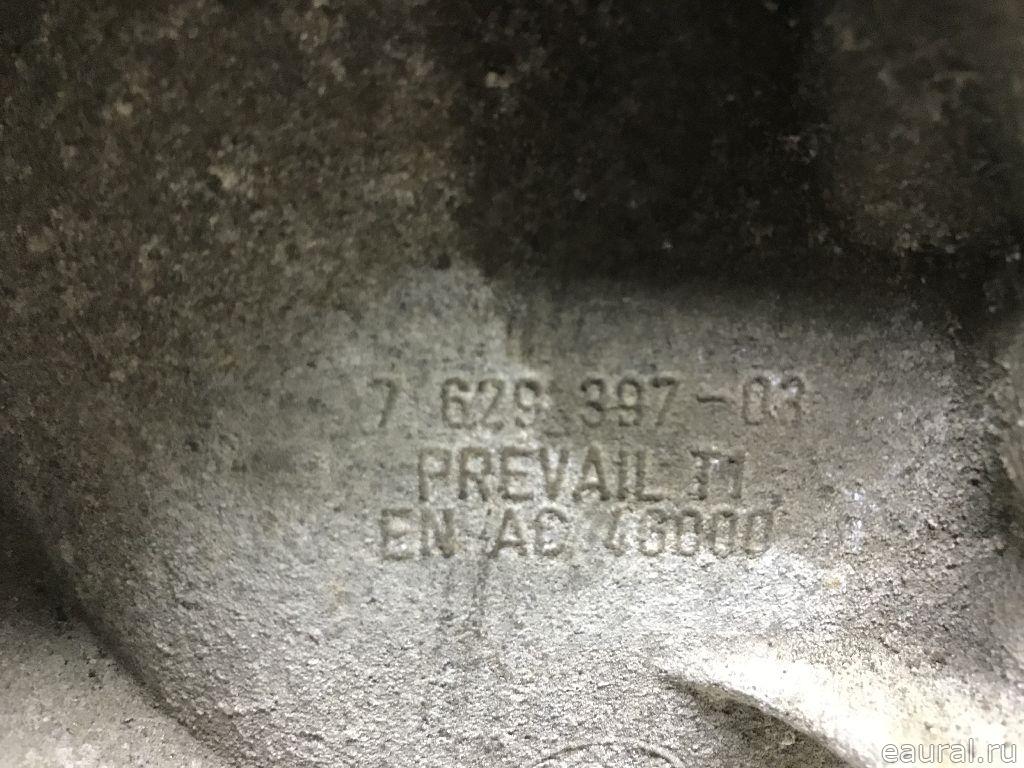 7 629 397-03
PREVAIL T1
EN AC 46000
eaural.ru